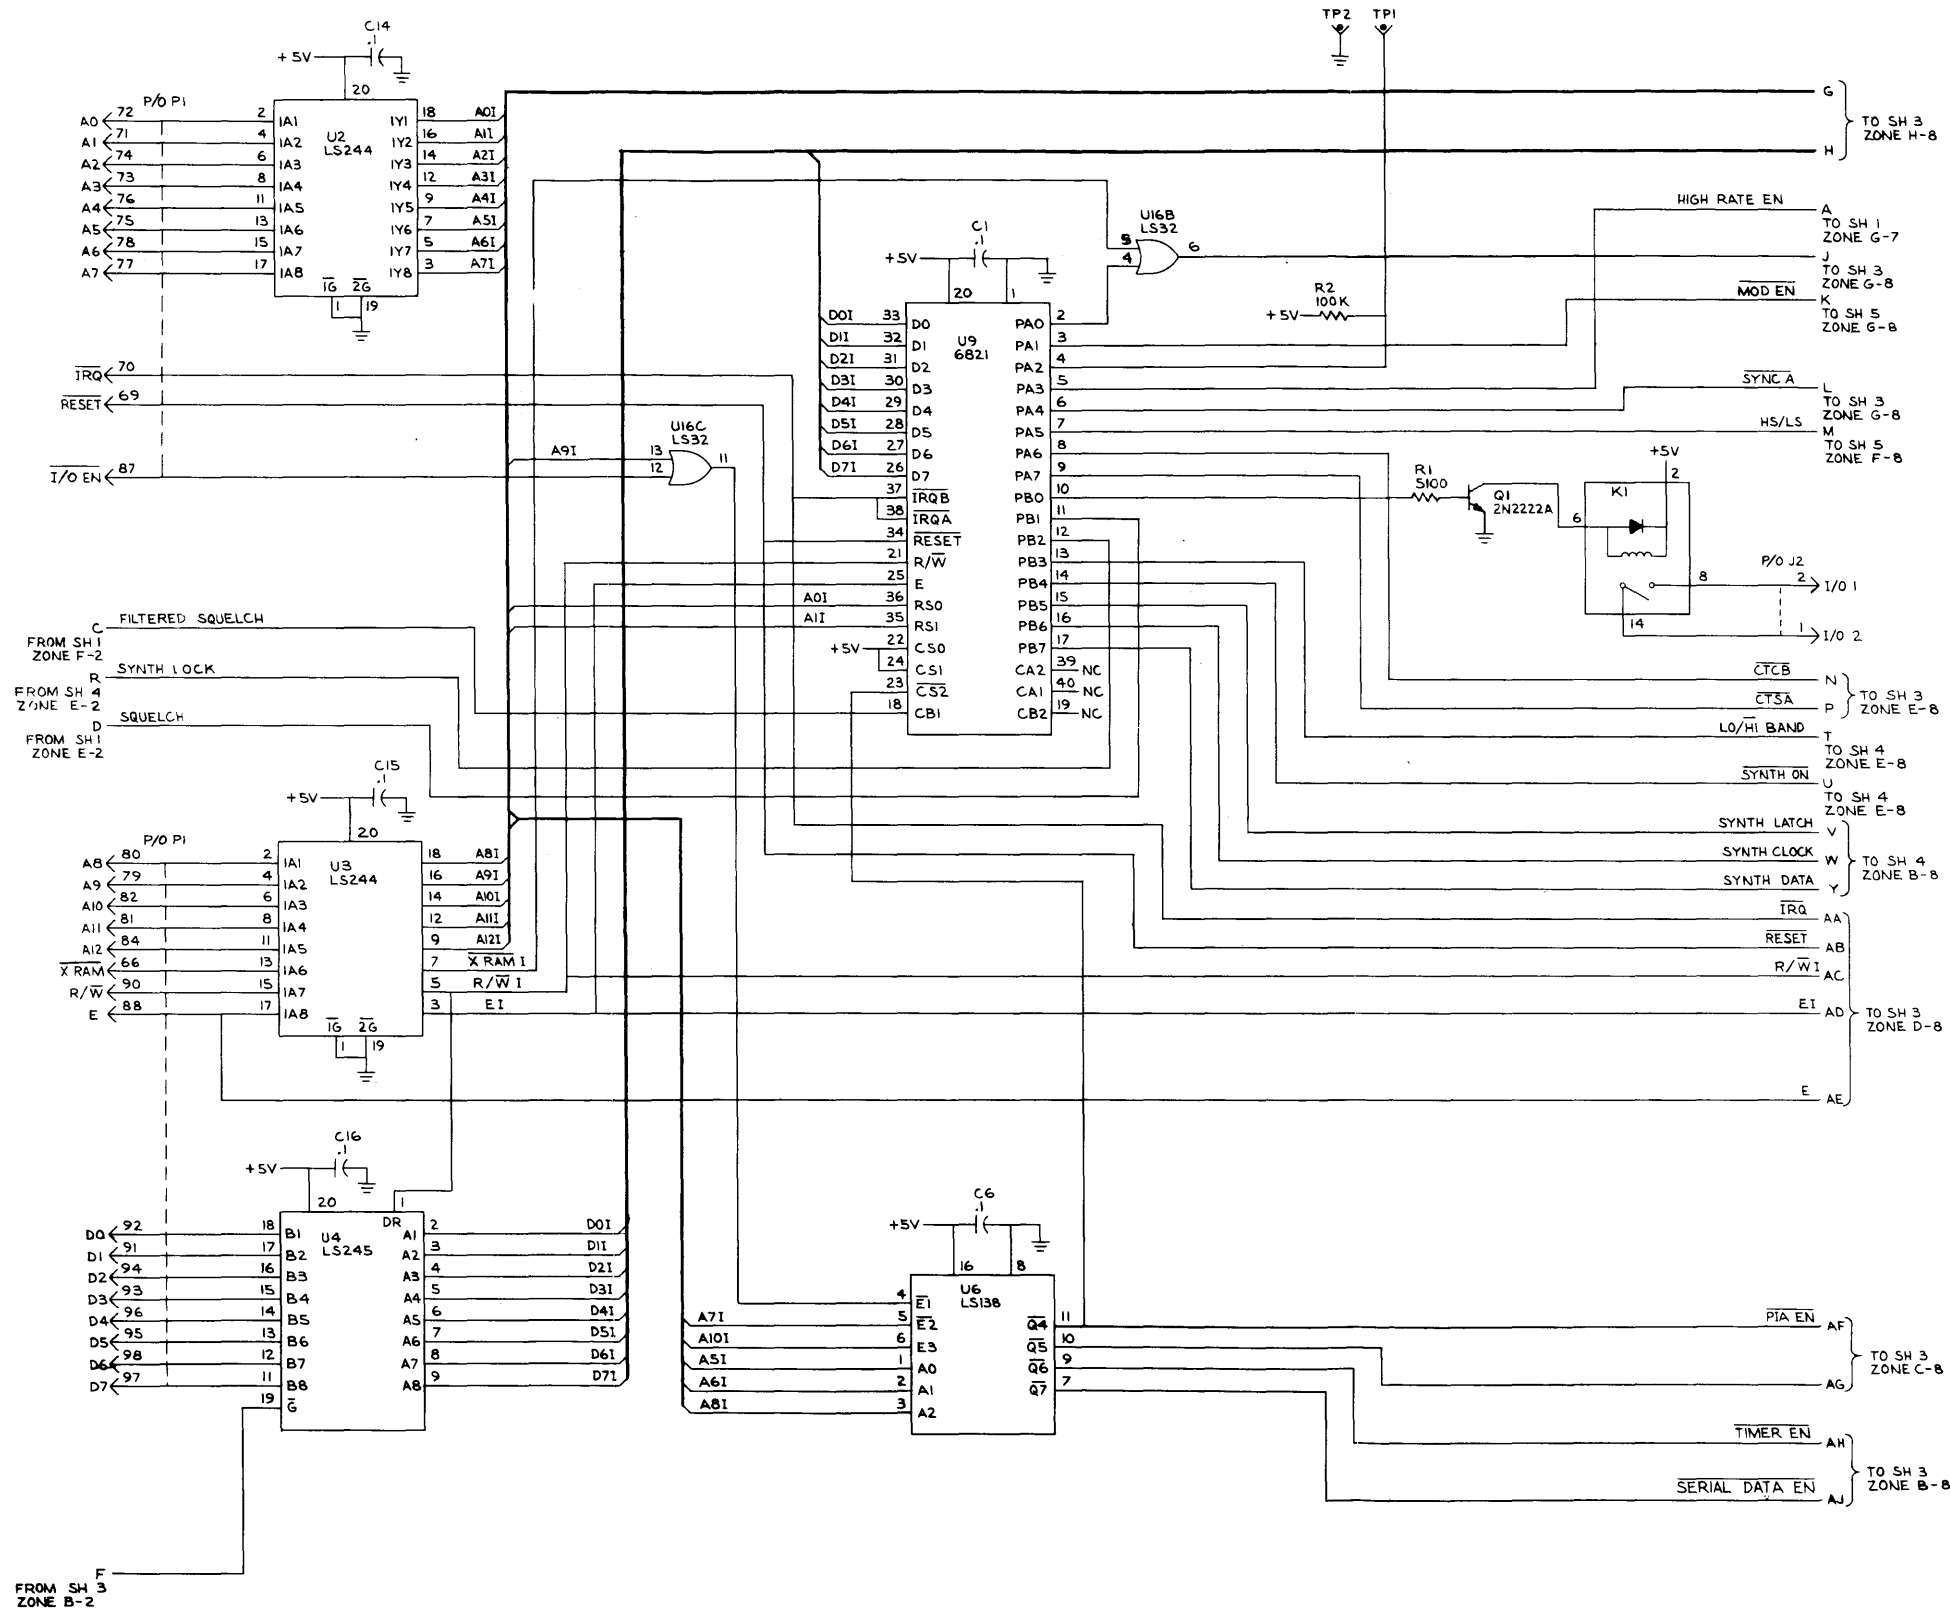 TP2 TP1
C14
.1
+5V
20
P/O P1
U2
LS244
A0 72 2 1A1 1Y1 18 A0I
A1 71 4 1A2 1Y2 16 A1I
A2 74 6 1A3 1Y3 14 A2I
A3 73 8 1A4 1Y4 12 A3I
A4 76 11 1A5 1Y5 9 A4I
A5 75 13 1A6 1Y6 7 A5I
A6 78 15 1A7 1Y7 5 A6I
A7 77 17 1A8 1Y8 3 A7I
1G 2G
1 19
G
H
TO SH 3
ZONE H-8
HIGH RATE EN A
TO SH 1
ZONE G-7
U16B
LS32
5
4
6
J
TO SH 3
ZONE G-8
MOD EN K
TO SH 5
ZONE G-8
R2
100K
+5V
SYNC A L
TO SH 3
ZONE G-8
HS/LS M
TO SH 5
ZONE F-8
C1
.1
+5V
20 1
U9
6821
D0I 33 D0 PA0 2
D1I 32 D1 PA1 3
D2I 31 D2 PA2 4
D3I 30 D3 PA3 5
D4I 29 D4 PA4 6
D5I 28 D5 PA5 7
D6I 27 D6 PA6 8
D7I 26 D7 PA7 9
37 IRQB PB0 10
38 IRQA PB1 11
34 RESET PB2 12
21 R/W PB3 13
25 E PB4 14
A0I 36 RS0 PB5 15
A1I 35 RS1 PB6 16
+5V 22 CS0 PB7 17
24 CS1 CA2 39 NC
23 CS2 CA1 40 NC
18 CB1 CB2 19 NC
IRQ 70
RESET 69
I/O EN 87
U16C
LS32
A9I 13
12
11
R1
5100
Q1
2N2222A
+5V
2
K1
6
8
14
P/O J2
2 I/O 1
1 I/O 2
C FILTERED SQUELCH
FROM SH 1
ZONE F-2
R SYNTH LOCK
FROM SH 4
ZONE E-2
D SQUELCH
FROM SH 1
ZONE E-2
CTCB N
CTSA P
TO SH 3
ZONE E-8
LO/HI BAND T
TO SH 4
ZONE E-8
SYNTH ON U
TO SH 4
ZONE E-8
SYNTH LATCH V
SYNTH CLOCK W
SYNTH DATA Y
TO SH 4
ZONE B-8
C15
.1
+5V
20
P/O P1
U3
LS244
A8 80 2 1A1 18 A8I
A9 79 4 1A2 16 A9I
A10 82 6 1A3 14 A10I
A11 81 8 1A4 12 A11I
A12 84 11 1A5 9 A12I
X RAM 66 13 1A6 7 X RAM I
R/W 90 15 1A7 5 R/W I
E 88 17 1A8 3 EI
1G 2G
1 19
IRQ AA
RESET AB
R/W I AC
EI AD
E AE
TO SH 3
ZONE D-8
C16
.1
+5V
20 1
DR
U4
LS245
D0 92 18 B1 A1 2 D0I
D1 91 17 B2 A2 3 D1I
D2 94 16 B3 A3 4 D2I
D3 93 15 B4 A4 5 D3I
D4 96 14 B5 A5 6 D4I
D5 95 13 B6 A6 7 D5I
D6 98 12 B7 A7 8 D6I
D7 97 11 B8 A8 9 D7I
19 G
C6
.1
+5V
16 8
U6
LS138
4 E1
A7I 5 E2 Q4 11
A10I 6 E3 Q5 10
A5I 1 A0 Q6 9
A6I 2 A1 Q7 7
A8I 3 A2
PIA EN AF
AG
TO SH 3
ZONE C-8
TIMER EN AH
SERIAL DATA EN AJ
TO SH 3
ZONE B-8
F
FROM SH 3
ZONE B-2